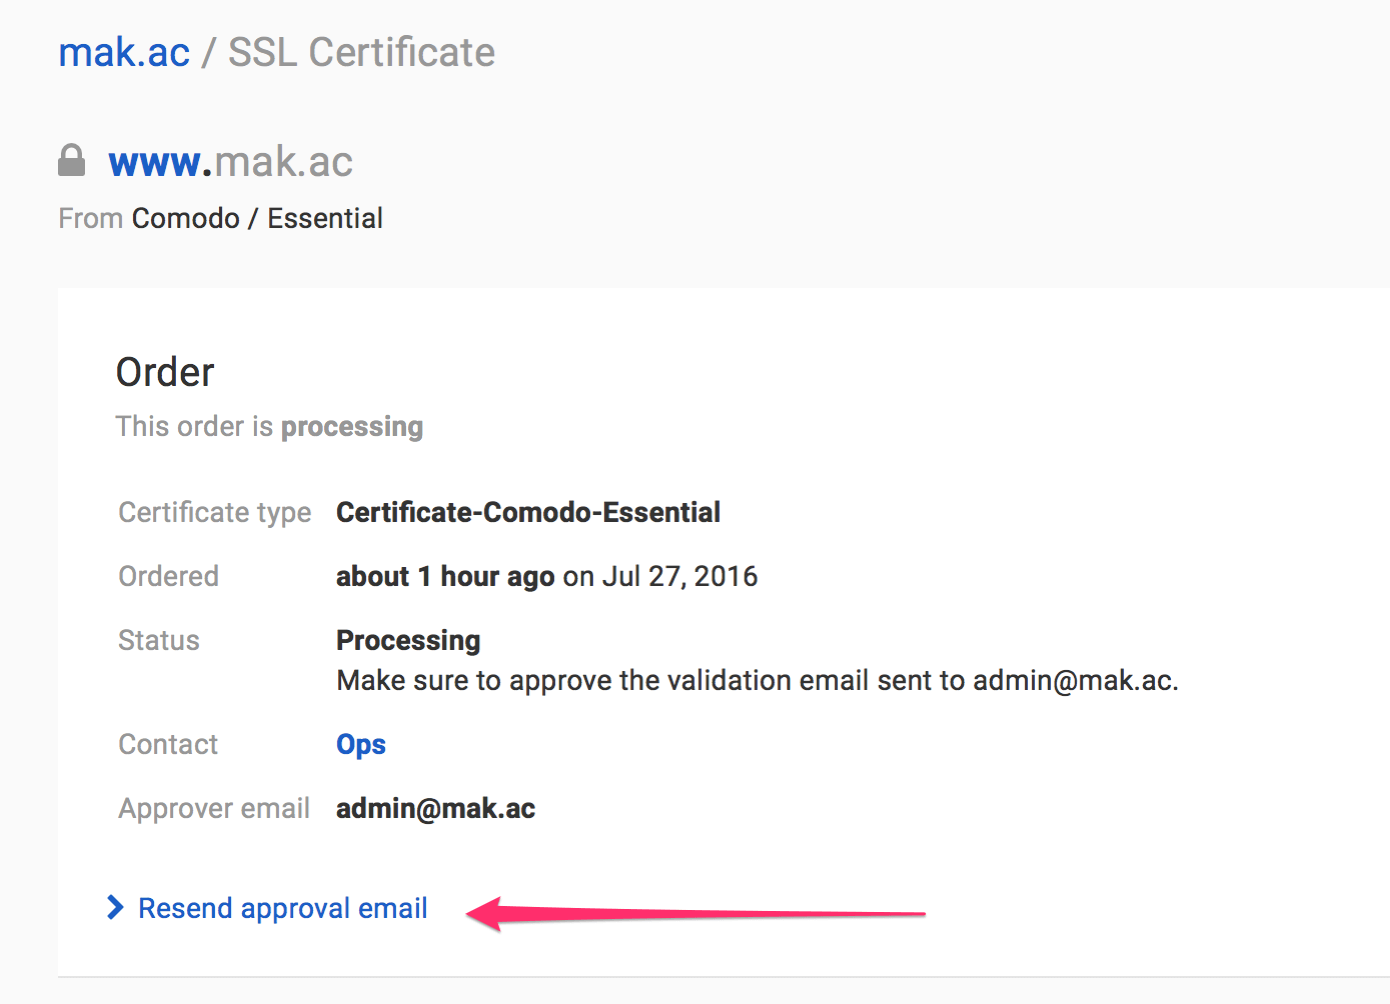 mak.ac / SSL Certificate
www.mak.ac
From Comodo / Essential
Order
This order is processing
Certificate type Certificate-Comodo-Essential
Ordered about 1 hour ago on Jul 27, 2016
Status Processing
Make sure to approve the validation email sent to admin@mak.ac.
Contact Ops
Approver email admin@mak.ac
Resend approval email